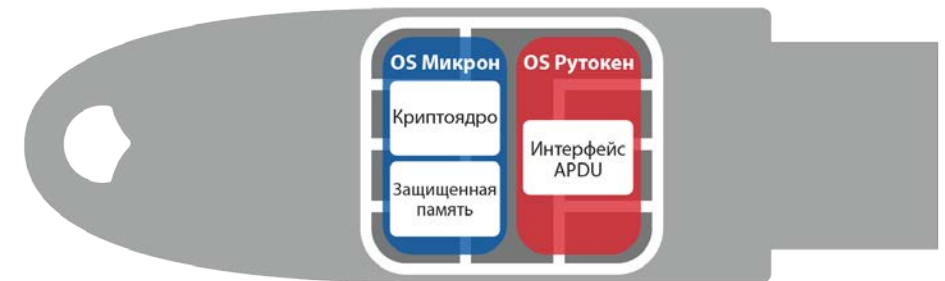 OS Микрон
Криптоядро
Защищенная
память
OS Рутокен
Интерфейс
APDU